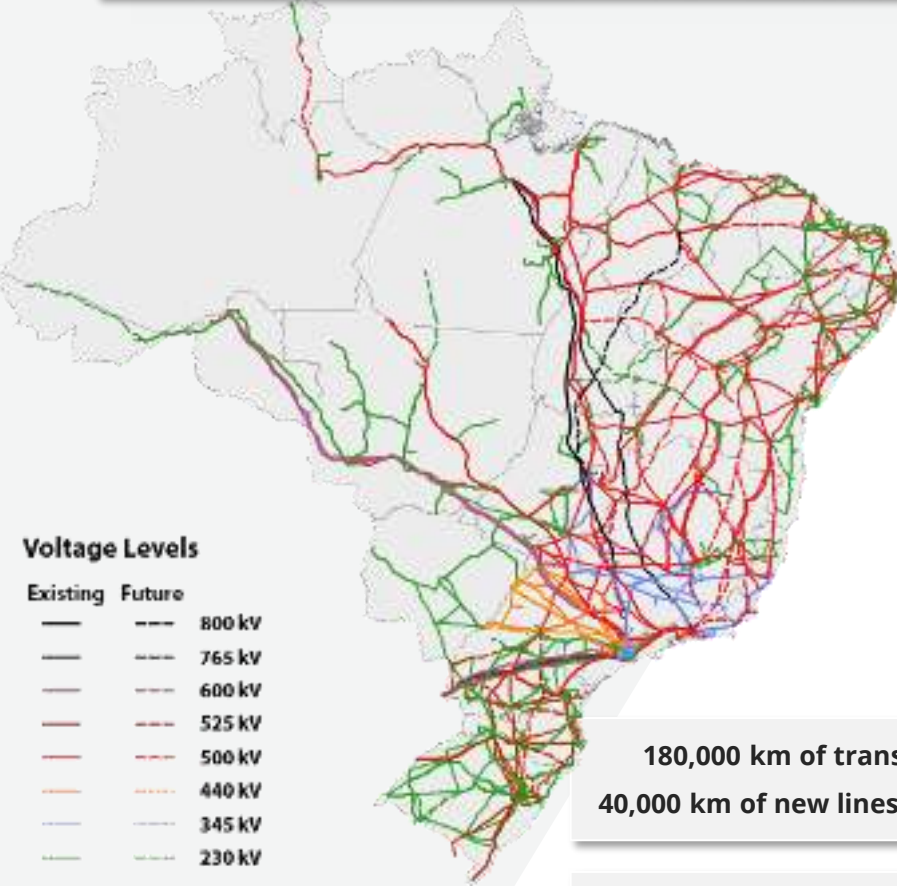 Voltage Levels
Existing Future
800 kV
765 kV
600 kV
525 kV
500 kV
440 kV
345 kV
230 kV
180,000 km of trans
40,000 km of new lines